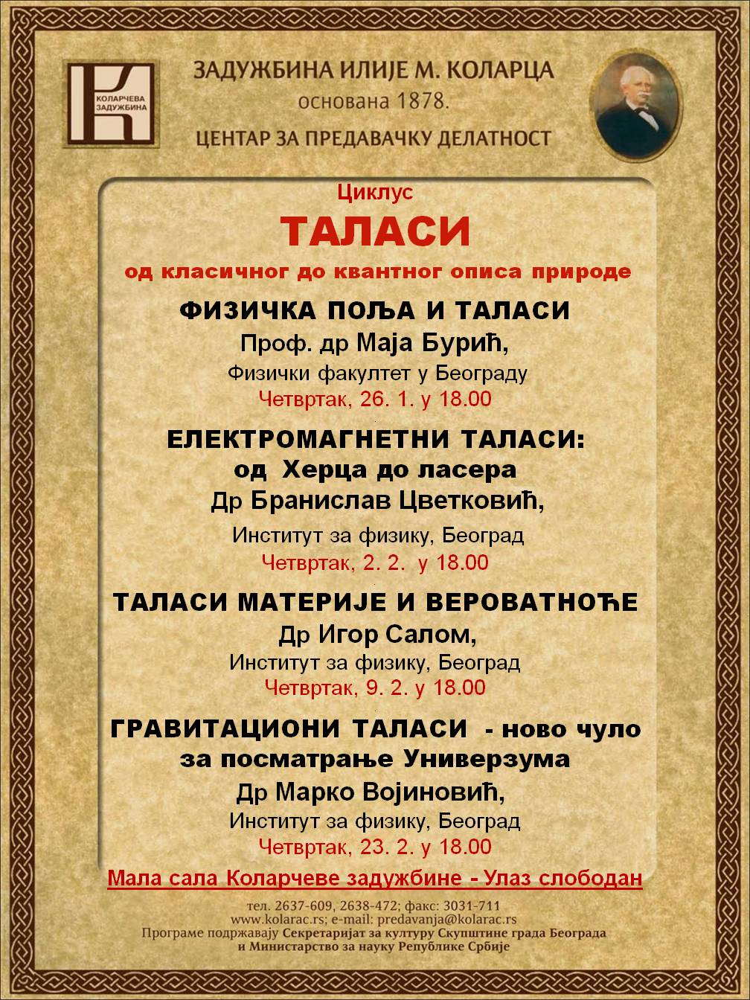 КОЛАРЧЕВА
ЗАДУЖБИНА
ЗАДУЖБИНА ИЛИЈЕ М. КОЛАРЦА
основана 1878.
ЦЕНТАР ЗА ПРЕДАВАЧКУ ДЕЛАТНОСТ
Циклус
ТАЛАСИ
од класичног до квантног описа природе
ФИЗИЧКА ПОЉА И ТАЛАСИ
Проф. др Маја Бурић,
Физички факултет у Београду
Четвртак, 26. 1. у 18.00
ЕЛЕКТРОМАГНЕТНИ ТАЛАСИ:
од Херца до ласера
Др Бранислав Цветковић,
Институт за физику, Београд
Четвртак, 2. 2. у 18.00
ТАЛАСИ МАТЕРИЈЕ И ВЕРОВАТНОЋЕ
Др Игор Салом,
Институт за физику, Београд
Четвртак, 9. 2. у 18.00
ГРАВИТАЦИОНИ ТАЛАСИ - ново чуло
за посматрање Универзума
Др Марко Војиновић,
Институт за физику, Београд
Четвртак, 23. 2. у 18.00
Мала сала Коларчеве задужбине - Улаз слободан
тел. 2637-609, 2638-472; факс: 3031-711
www.kolarac.rs; e-mail: predavanja@kolarac.rs
Програме подржавају Секретаријат за културу Скупштине града Београда
и Министарство за науку Републике Србије